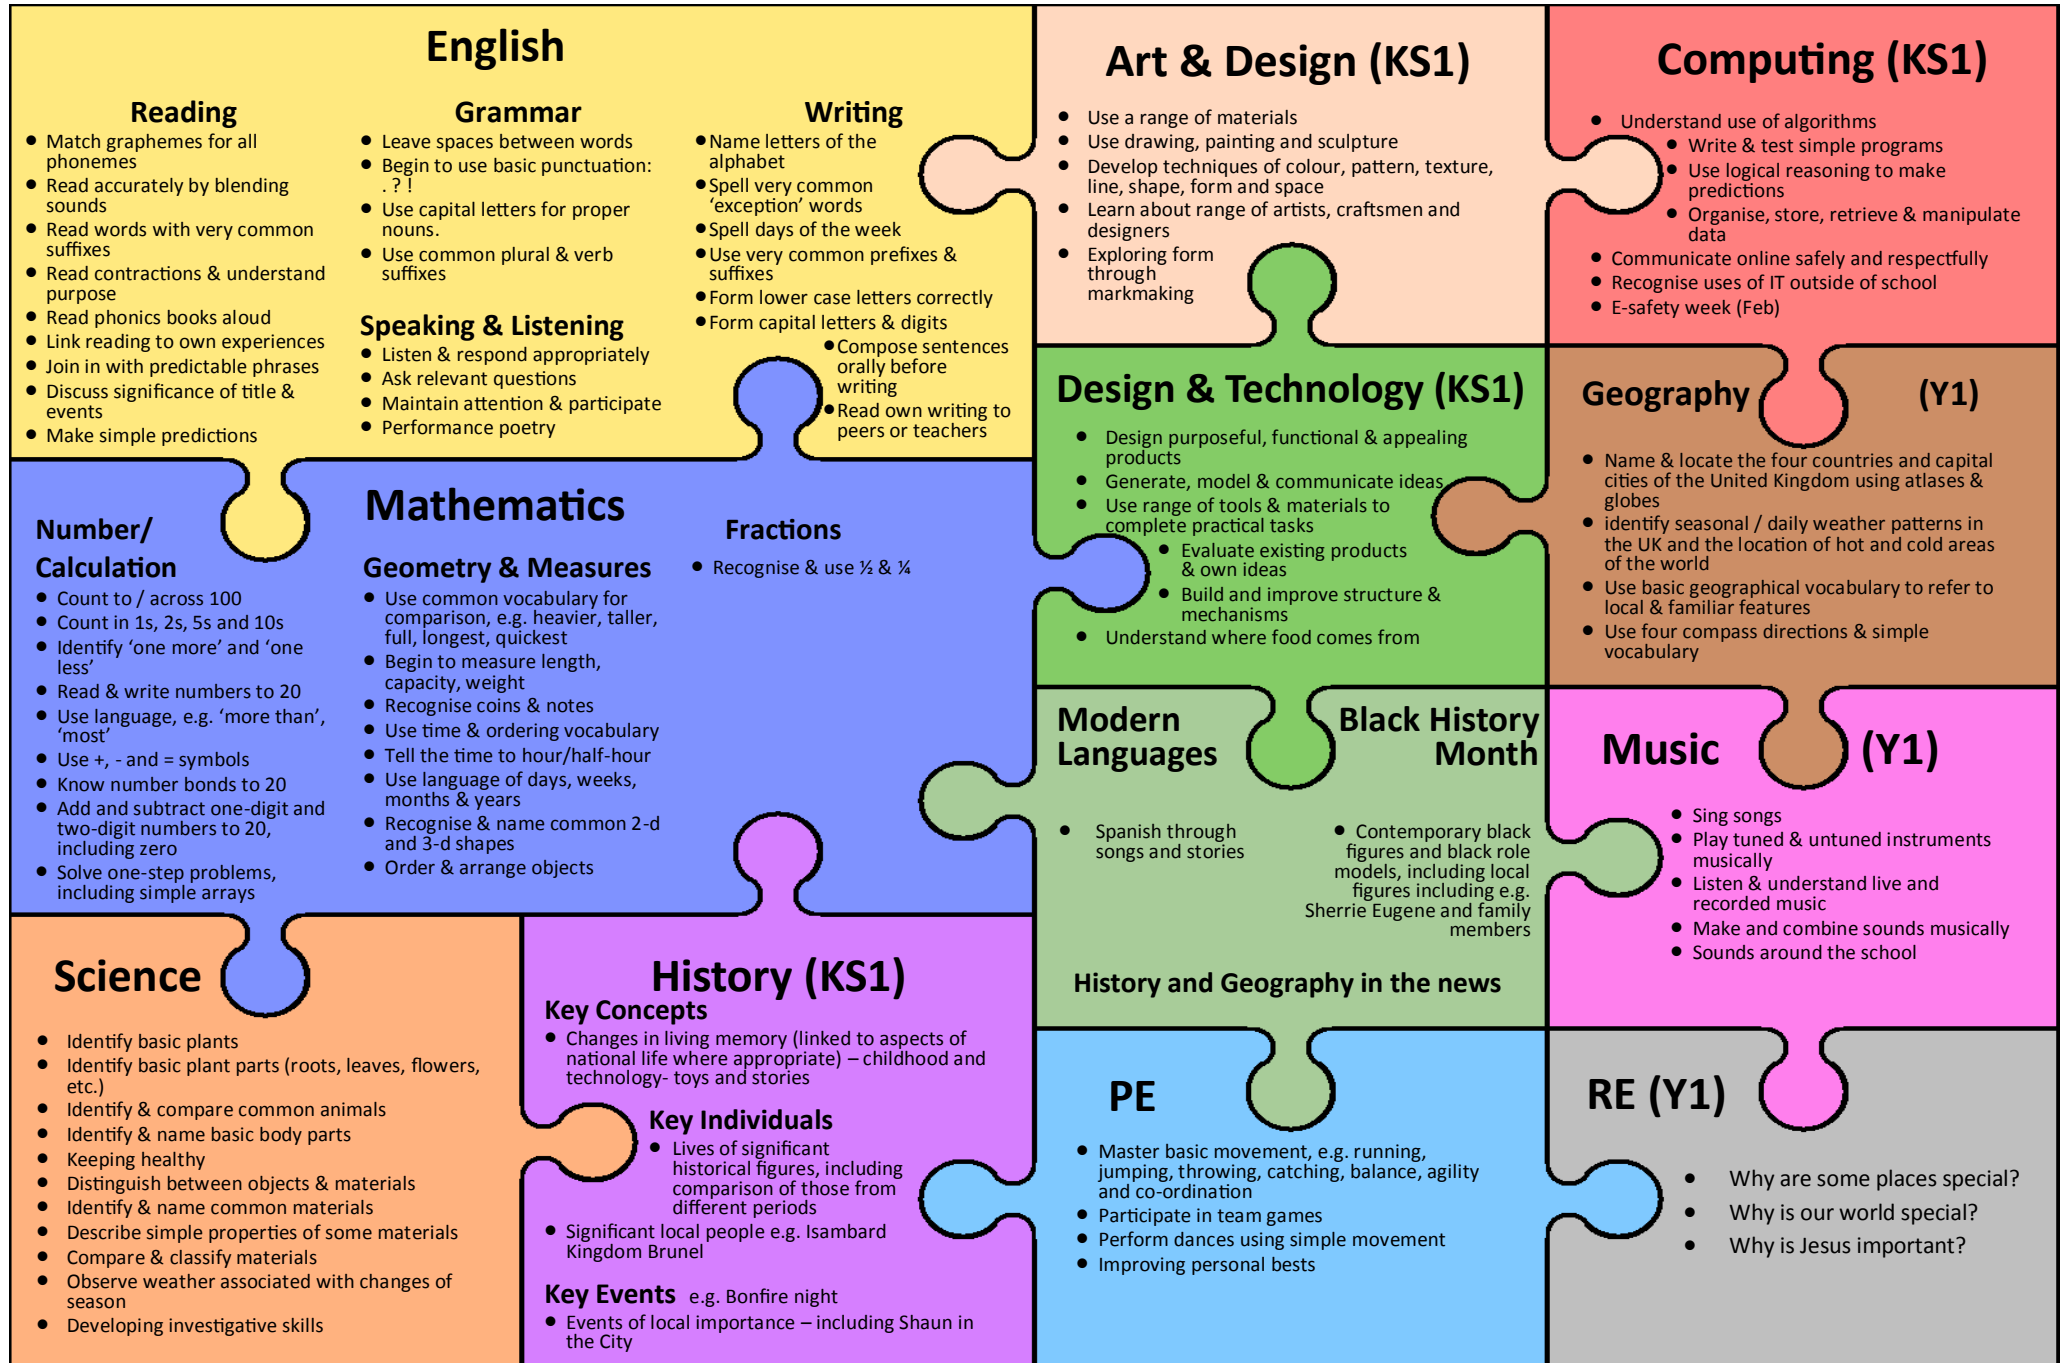 English
Reading
• Match graphemes for all
phonemes
• Read accurately by blending
sounds
• Read words with very common
suffixes
• Read contractions & understand
purpose
• Read phonics books aloud
• Link reading to own experiences
• Join in with predictable phrases
• Discuss significance of title &
events
• Make simple predictions
Grammar
• Leave spaces between words
• Begin to use basic punctuation:
. ? !
• Use capital letters for proper
nouns.
• Use common plural & verb
suffixes
Speaking & Listening
• Listen & respond appropriately
• Ask relevant questions
• Maintain attention & participate
• Performance poetry
Writing
• Name letters of the
alphabet
• Spell very common
‘exception’ words
• Spell days of the week
• Use very common prefixes &
suffixes
• Form lower case letters correctly
• Form capital letters & digits
• Compose sentences
orally before
writing
• Read own writing to
peers or teachers
Art & Design (KS1)
• Use a range of materials
• Use drawing, painting and sculpture
• Develop techniques of colour, pattern, texture,
line, shape, form and space
• Learn about range of artists, craftsmen and
designers
• Exploring form
through
markmaking
Computing (KS1)
• Understand use of algorithms
• Write & test simple programs
• Use logical reasoning to make
predictions
• Organise, store, retrieve & manipulate
data
• Communicate online safely and respectfully
• Recognise uses of IT outside of school
• E-safety week (Feb)
Mathematics
Number/
Calculation
• Count to / across 100
• Count in 1s, 2s, 5s and 10s
• Identify ‘one more’ and ‘one
less’
• Read & write numbers to 20
• Use language, e.g. ‘more than’,
‘most’
• Use +, - and = symbols
• Know number bonds to 20
• Add and subtract one-digit and
two-digit numbers to 20,
including zero
• Solve one-step problems,
including simple arrays
Geometry & Measures
• Use common vocabulary for
comparison, e.g. heavier, taller,
full, longest, quickest
• Begin to measure length,
capacity, weight
• Recognise coins & notes
• Use time & ordering vocabulary
• Tell the time to hour/half-hour
• Use language of days, weeks,
months & years
• Recognise & name common 2-d
and 3-d shapes
• Order & arrange objects
Fractions
• Recognise & use ½ & ¼
Design & Technology (KS1)
• Design purposeful, functional & appealing
products
• Generate, model & communicate ideas
• Use range of tools & materials to
complete practical tasks
• Evaluate existing products
& own ideas
• Build and improve structure &
mechanisms
• Understand where food comes from
Geography (Y1)
• Name & locate the four countries and capital
cities of the United Kingdom using atlases &
globes
• identify seasonal / daily weather patterns in
the UK and the location of hot and cold areas
of the world
• Use basic geographical vocabulary to refer to
local & familiar features
• Use four compass directions & simple
vocabulary
Modern
Languages
• Spanish through
songs and stories
Black History
Month
• Contemporary black
figures and black role
models, including local
figures including e.g.
Sherrie Eugene and family
members
History and Geography in the news
Music (Y1)
• Sing songs
• Play tuned & untuned instruments
musically
• Listen & understand live and
recorded music
• Make and combine sounds musically
• Sounds around the school
Science
• Identify basic plants
• Identify basic plant parts (roots, leaves, flowers,
etc.)
• Identify & compare common animals
• Identify & name basic body parts
• Keeping healthy
• Distinguish between objects & materials
• Identify & name common materials
• Describe simple properties of some materials
• Compare & classify materials
• Observe weather associated with changes of
season
• Developing investigative skills
History (KS1)
Key Concepts
• Changes in living memory (linked to aspects of
national life where appropriate) – childhood and
technology- toys and stories
Key Individuals
• Lives of significant
historical figures, including
comparison of those from
different periods
• Significant local people e.g. Isambard
Kingdom Brunel
Key Events e.g. Bonfire night
• Events of local importance – including Shaun in
the City
PE
• Master basic movement, e.g. running,
jumping, throwing, catching, balance, agility
and co-ordination
• Participate in team games
• Perform dances using simple movement
• Improving personal bests
RE (Y1)
• Why are some places special?
• Why is our world special?
• Why is Jesus important?